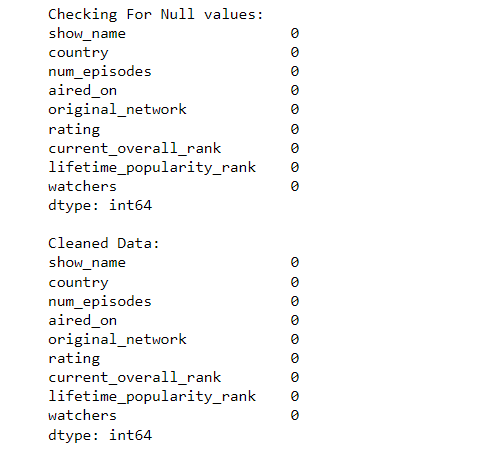 Checking For Null values:
show_name 0
country 0
num_episodes 0
aired_on 0
original_network 0
rating 0
current_overall_rank 0
lifetime_popularity_rank 0
watchers 0
dtype: int64

Cleaned Data:
show_name 0
country 0
num_episodes 0
aired_on 0
original_network 0
rating 0
current_overall_rank 0
lifetime_popularity_rank 0
watchers 0
dtype: int64